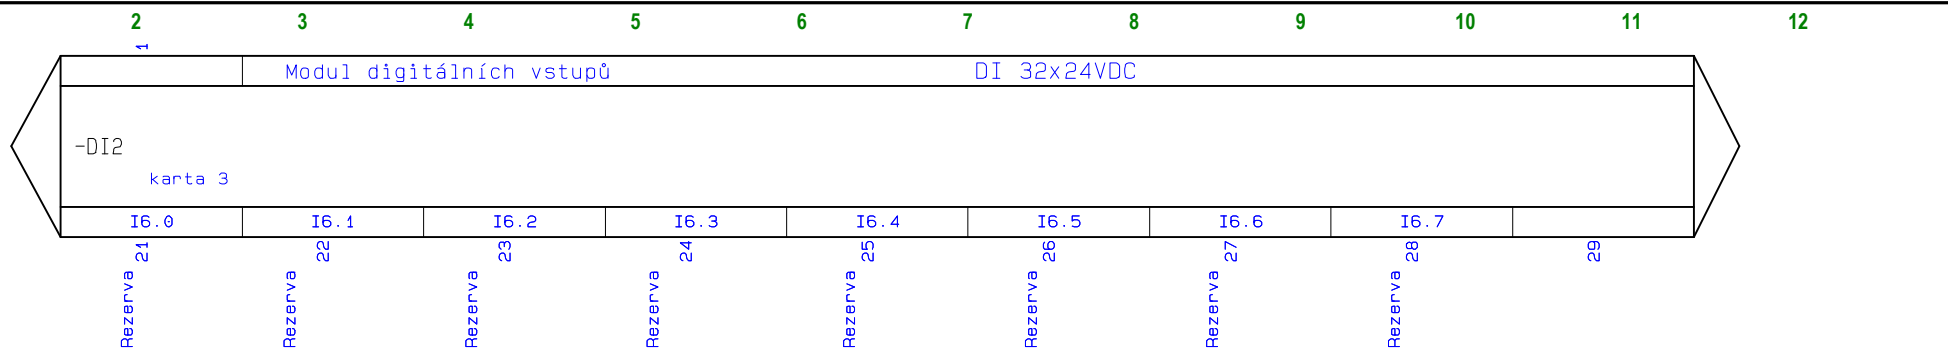 2 3 4 5 6 7 8 9 10 11 12
1
Modul digitálních vstupů DI 32x24VDC
-DI2
karta 3
I6.0 I6.1 I6.2 I6.3 I6.4 I6.5 I6.6 I6.7
21 22 23 24 25 26 27 28 29
Rezerva Rezerva Rezerva Rezerva Rezerva Rezerva Rezerva Rezerva